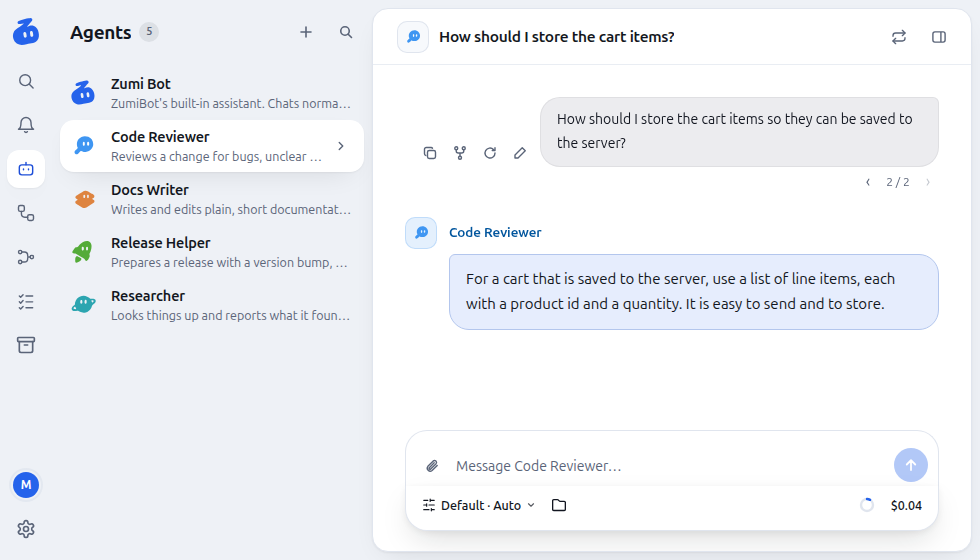 Agents 5
Zumi Bot
ZumiBot's built-in assistant. Chats norma…
Code Reviewer
Reviews a change for bugs, unclear …
Docs Writer
Writes and edits plain, short documentat…
Release Helper
Prepares a release with a version bump, …
Researcher
Looks things up and reports what it foun…
M
How should I store the cart items?
How should I store the cart items so they can be saved to
the server?
2 / 2
Code Reviewer
For a cart that is saved to the server, use a list of line items, each
with a product id and a quantity. It is easy to send and to store.
Message Code Reviewer…
Default · Auto
$0.04